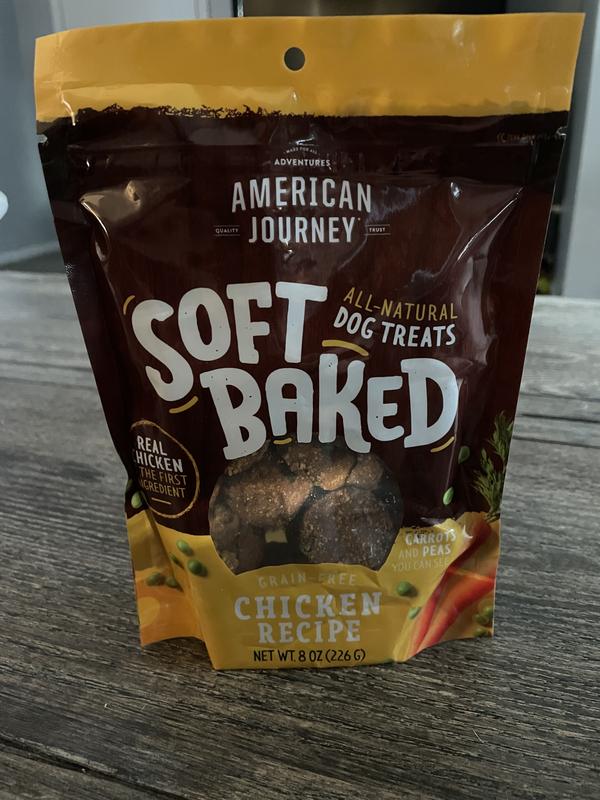 MADE FOR ALL
ADVENTURES
AMERICAN
JOURNEY
QUALITY
TRUST
SOFT
BAKED
ALL-NATURAL
DOG TREATS
REAL
CHICKEN
THE FIRST
INGREDIENT
CARROTS
AND PEAS
YOU CAN SEE
GRAIN-FREE
CHICKEN
RECIPE
NET WT. 8 OZ (226 G)